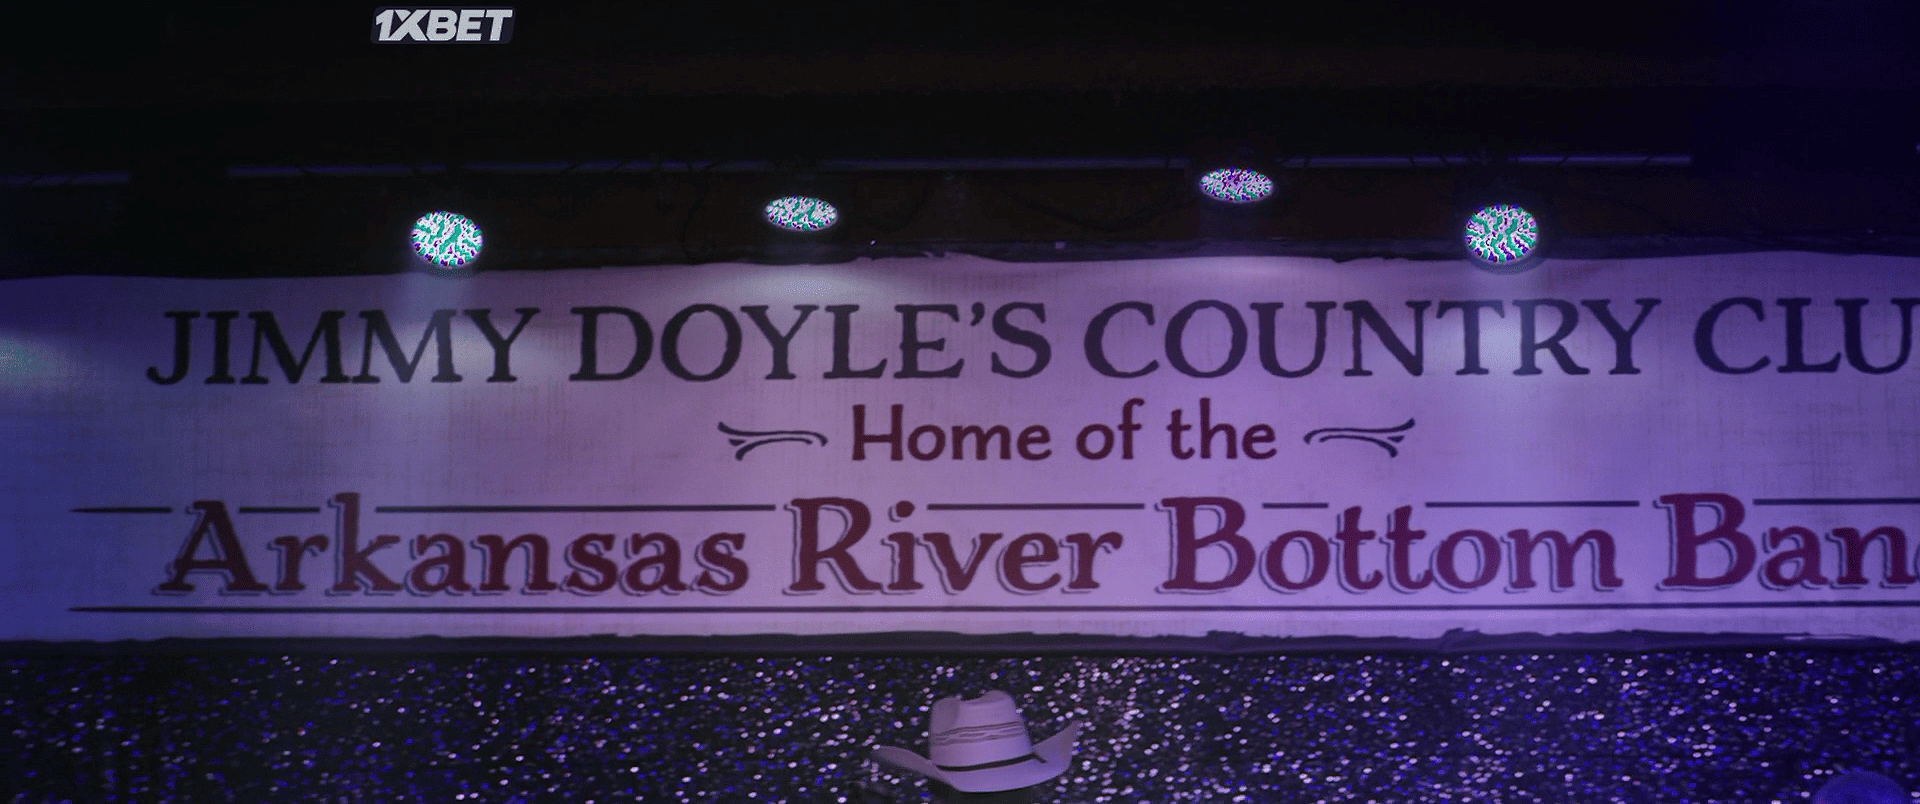 1XBET
JIMMY DOYLE'S COUNTRY CLU
Home of the
Arkansas River Bottom Ban